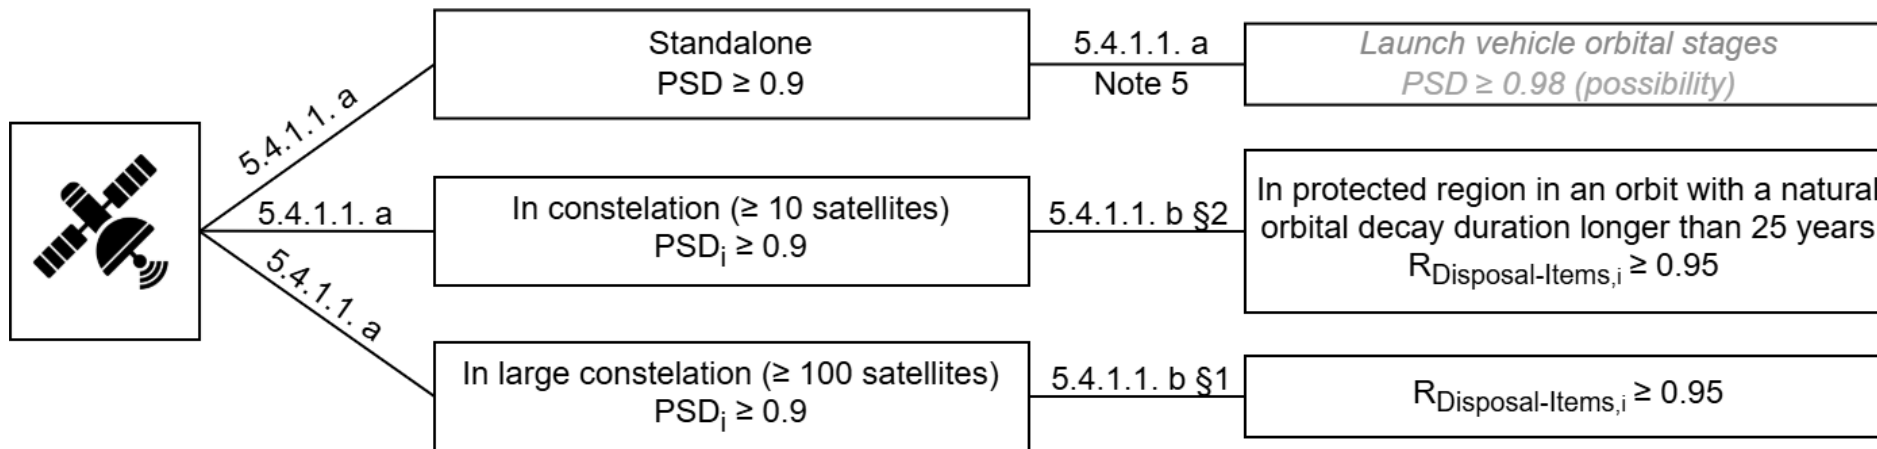 5.4.1.1. a
Standalone
PSD ≥ 0.9
5.4.1.1. a
Note 5
Launch vehicle orbital stages
PSD ≥ 0.98 (possibility)
5.4.1.1. a
In constelation (≥ 10 satellites)
PSDi ≥ 0.9
5.4.1.1. b §2
In protected region in an orbit with a natural
orbital decay duration longer than 25 years
RDisposal-Items,i ≥ 0.95
5.4.1.1. a
In large constelation (≥ 100 satellites)
PSDi ≥ 0.9
5.4.1.1. b §1
RDisposal-Items,i ≥ 0.95